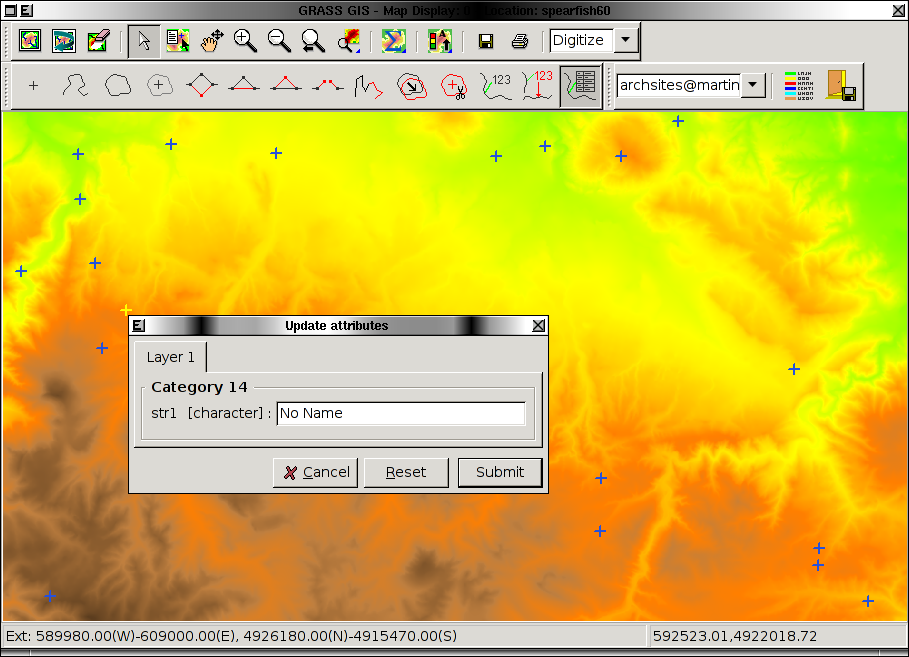 GRASS GIS - Map Display: 0 Location: spearfish60
Digitize
123
123
archsites@martin
Update attributes
Layer 1
Category 14
str1 [character] : No Name
Cancel Reset Submit
Ext: 589980.00(W)-609000.00(E), 4926180.00(N)-4915470.00(S) 592523.01,4922018.72